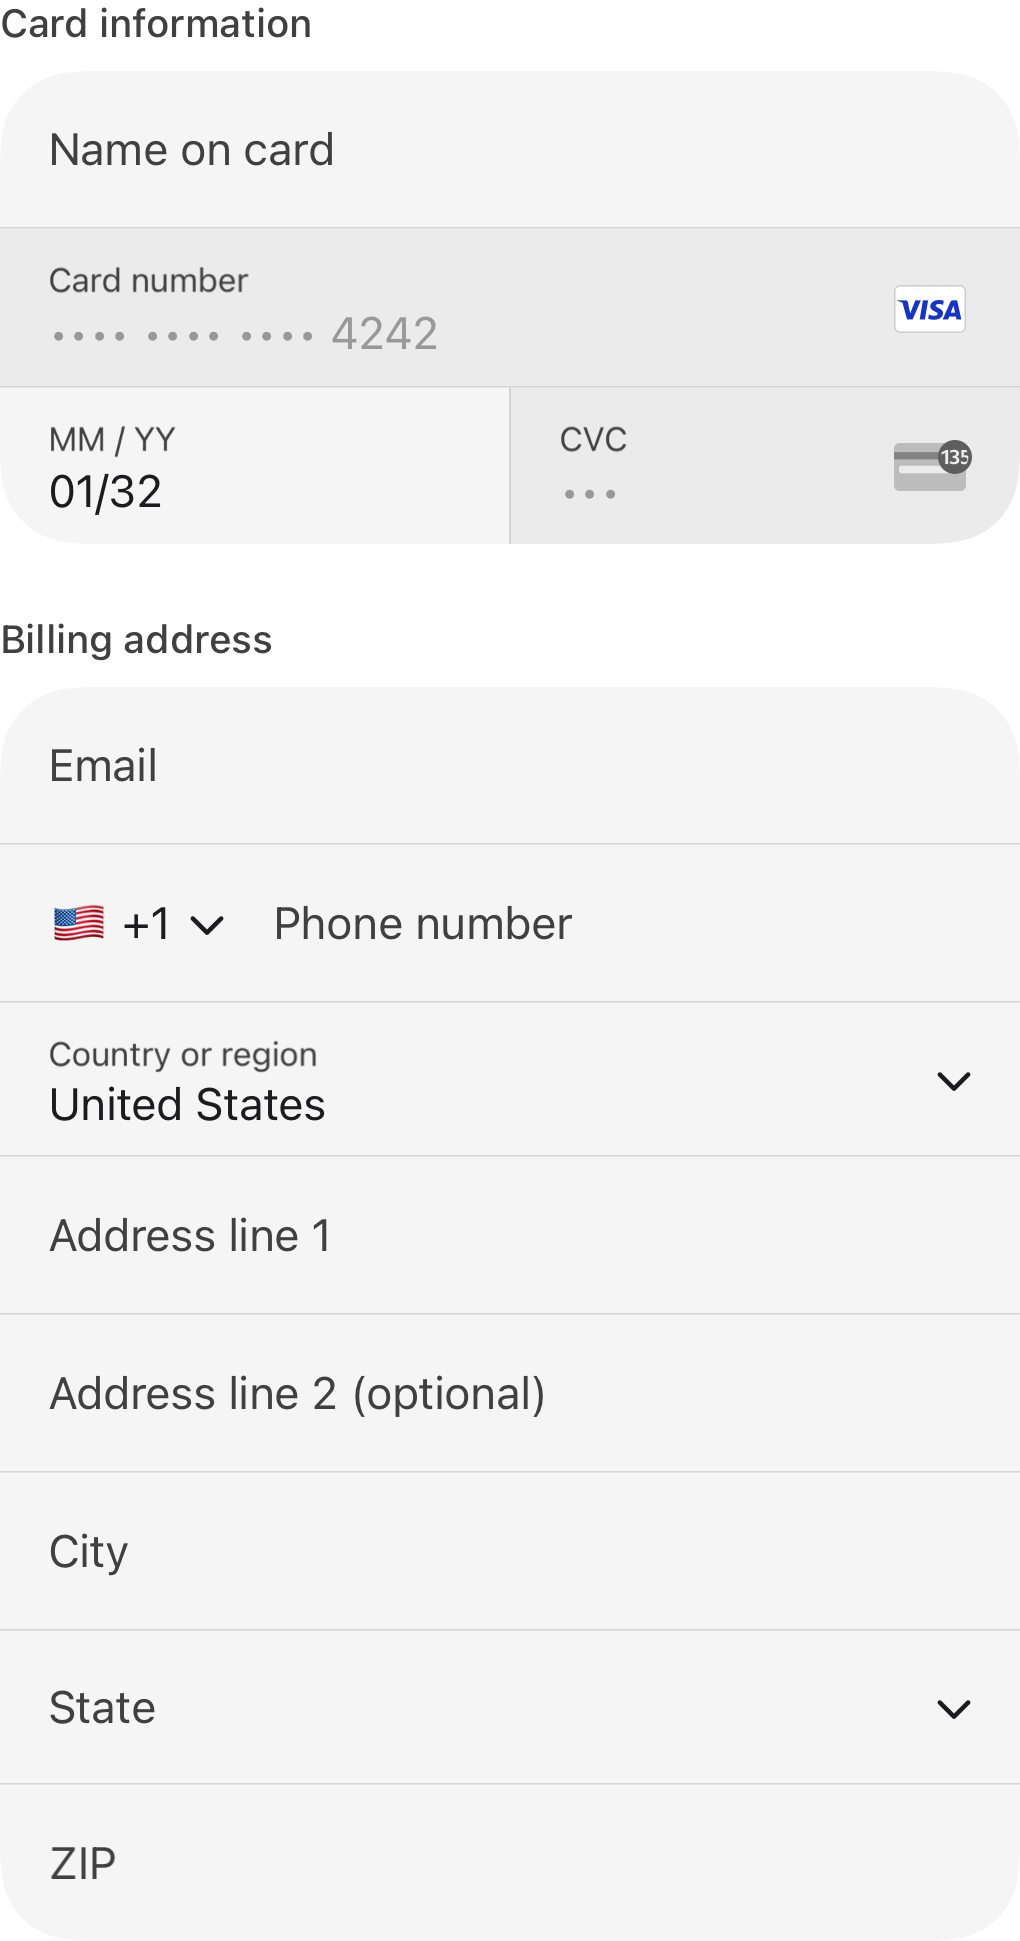 Card information
Name on card
Card number
•••• •••• •••• 4242
VISA
MM / YY
01/32
CVC
•••
135
Billing address
Email
+1
Phone number
Country or region
United States
Address line 1
Address line 2 (optional)
City
State
ZIP